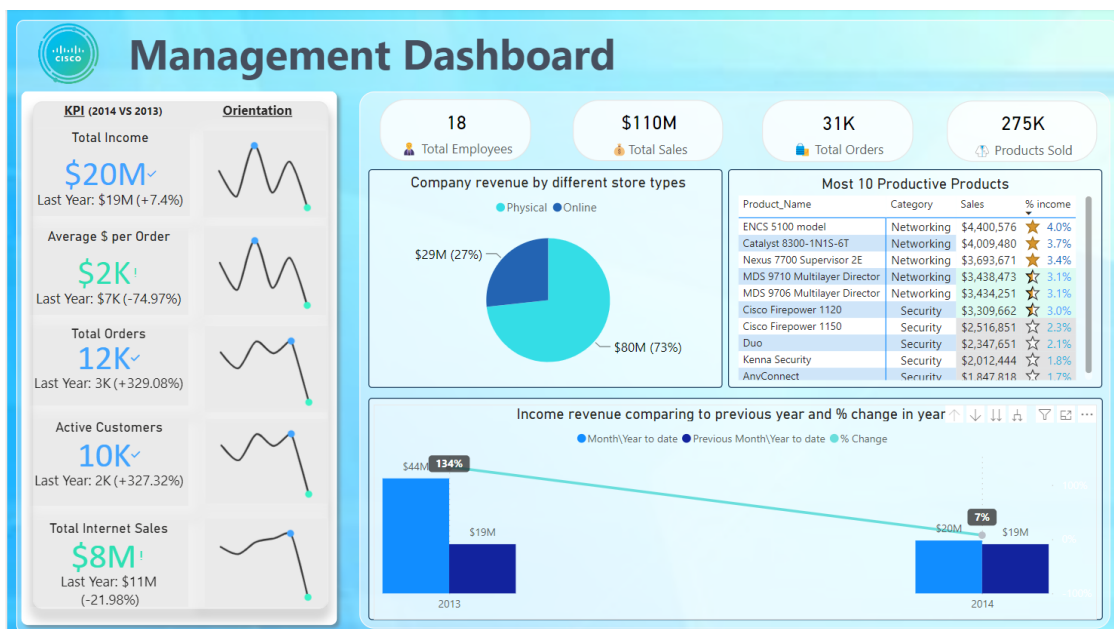 CISCO
Management Dashboard
KPI (2014 VS 2013) Orientation
Total Income
$20M
Last Year: $19M (+7.4%)
Average $ per Order
$2K!
Last Year: $7K (-74.97%)
Total Orders
12K
Last Year: 3K (+329.08%)
Active Customers
10K
Last Year: 2K (+327.32%)
Total Internet Sales
$8M!
Last Year: $11M
(-21.98%)
18
Total Employees
$110M
Total Sales
31K
Total Orders
275K
Products Sold
Company revenue by different store types
Physical Online
$29M (27%)
$80M (73%)
Most 10 Productive Products
Product_Name Category Sales % income
ENCS 5100 model Networking $4,400,576 4.0%
Catalyst 8300-1N1S-6T Networking $4,009,480 3.7%
Nexus 7700 Supervisor 2E Networking $3,693,671 3.4%
MDS 9710 Multilayer Director Networking $3,438,473 3.1%
MDS 9706 Multilayer Director Networking $3,434,251 3.1%
Cisco Firepower 1120 Security $3,309,662 3.0%
Cisco Firepower 1150 Security $2,516,851 2.3%
Duo Security $2,347,651 2.1%
Kenna Security Security $2,012,444 1.8%
AnyConnect Security $1,847,818 1.7%
Income revenue comparing to previous year and % change in year
Month\Year to date Previous Month\Year to date % Change
$44M 134%
$19M
7%
$20M $19M
100%
0%
-100%
2013 2014